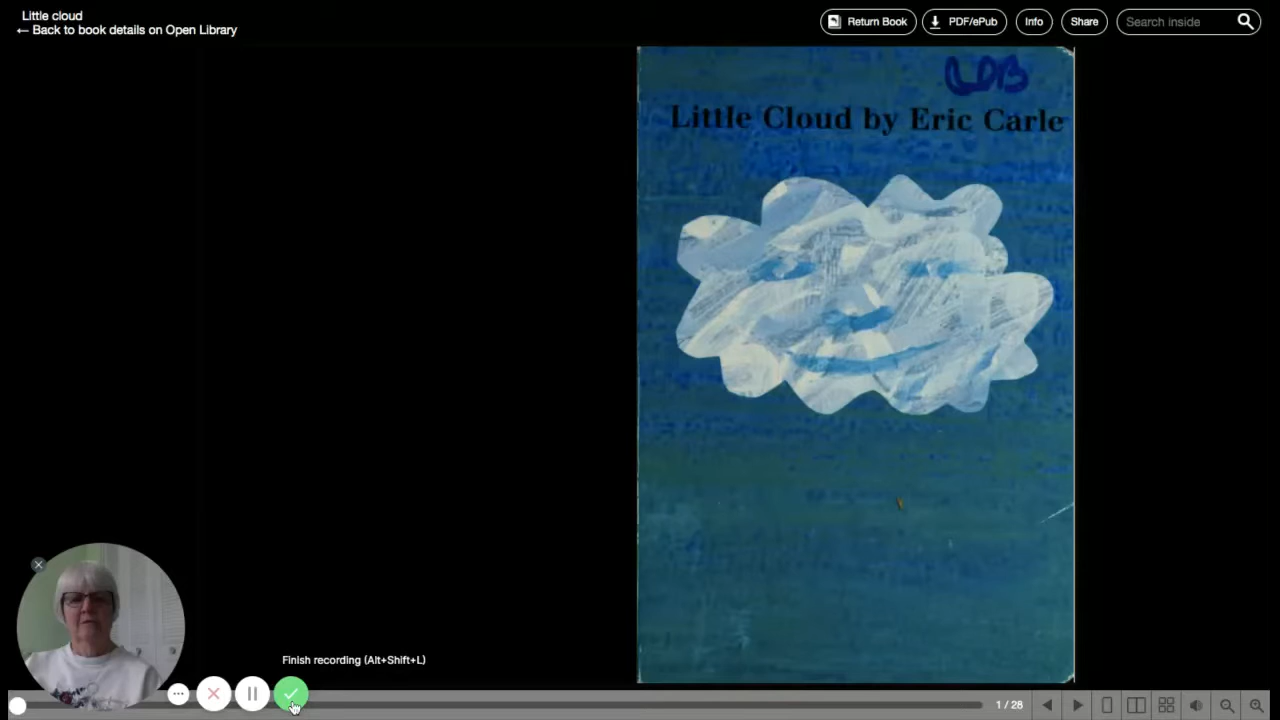 Little cloud
← Back to book details on Open Library
Return Book
PDF/ePub
Info
Share
Search inside
Little Cloud by Eric Carle
Finish recording (Alt+Shift+L)
1 / 28